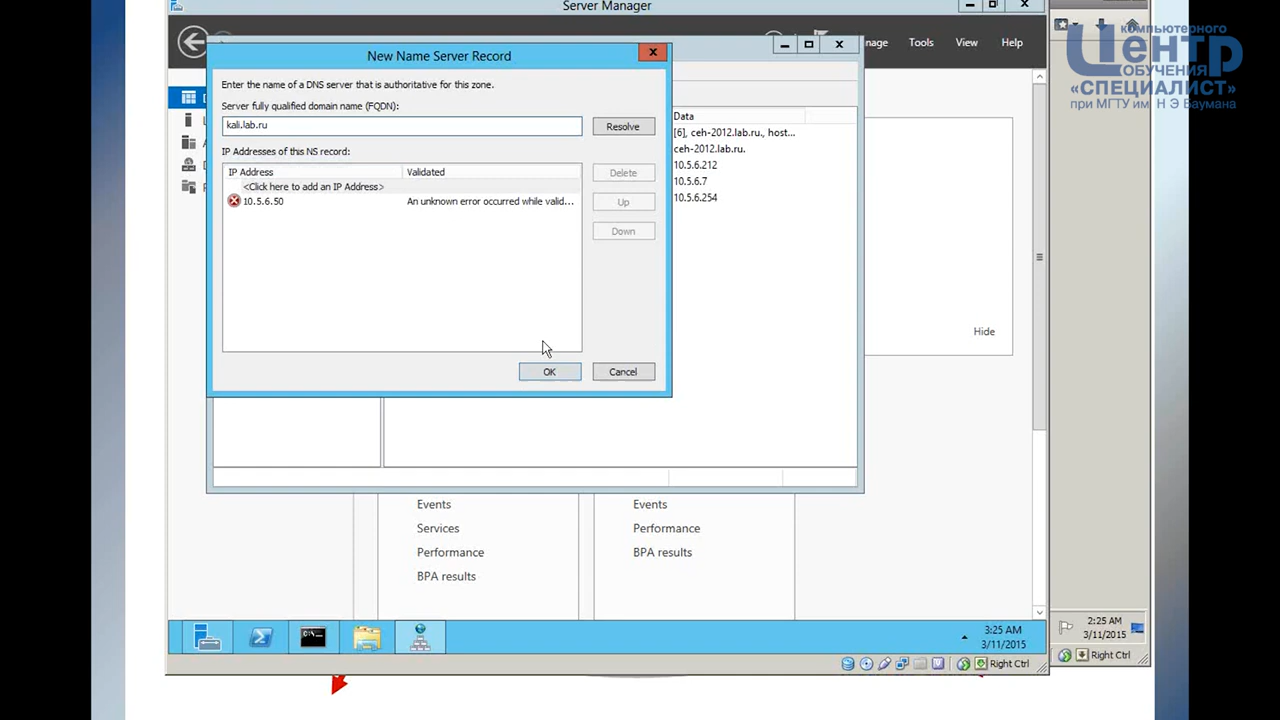 Server Manager
New Name Server Record
nage
Tools
View
Help
компьютерного
Центр
ОБУЧЕНИЯ
«СПЕЦИАЛИСТ»
при МГТУ им. Н Э Баумана
Enter the name of a DNS server that is authoritative for this zone.
Server fully qualified domain name (FQDN):
kali.lab.ru
Resolve
IP Addresses of this NS record:
IP Address
Validated
<Click here to add an IP Address>
10.5.6.50
An unknown error occurred while valid...
Delete
Up
Down
OK
Cancel
Data
[6], ceh-2012.lab.ru., host...
ceh-2012.lab.ru.
10.5.6.212
10.5.6.7
10.5.6.254
Hide
Events
Services
Performance
BPA results
Events
Performance
BPA results
3:25 AM
3/11/2015
Right Ctrl
2:25 AM
3/11/2015
Right Ctrl